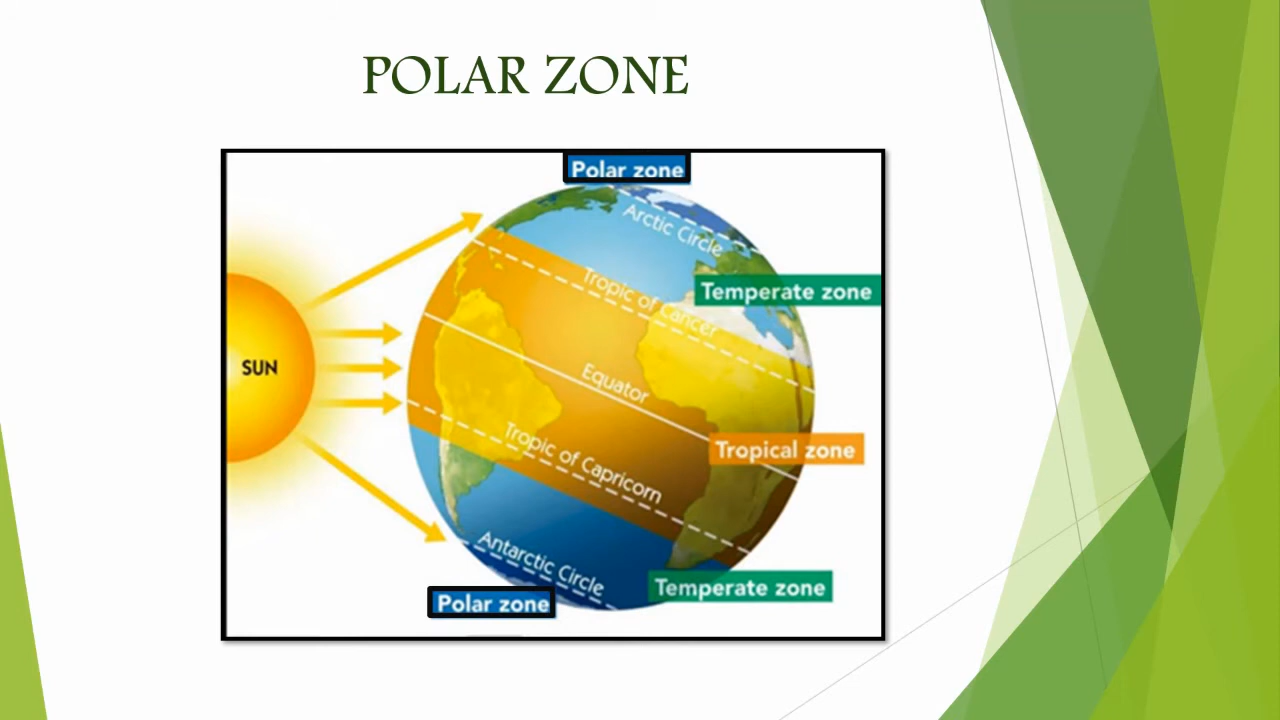 POLAR ZONE
Polar zone
Arctic Circle
Tropic of Cancer
Temperate zone
SUN
Equator
Tropical zone
Tropic of Capricorn
Antarctic Circle
Temperate zone
Polar zone